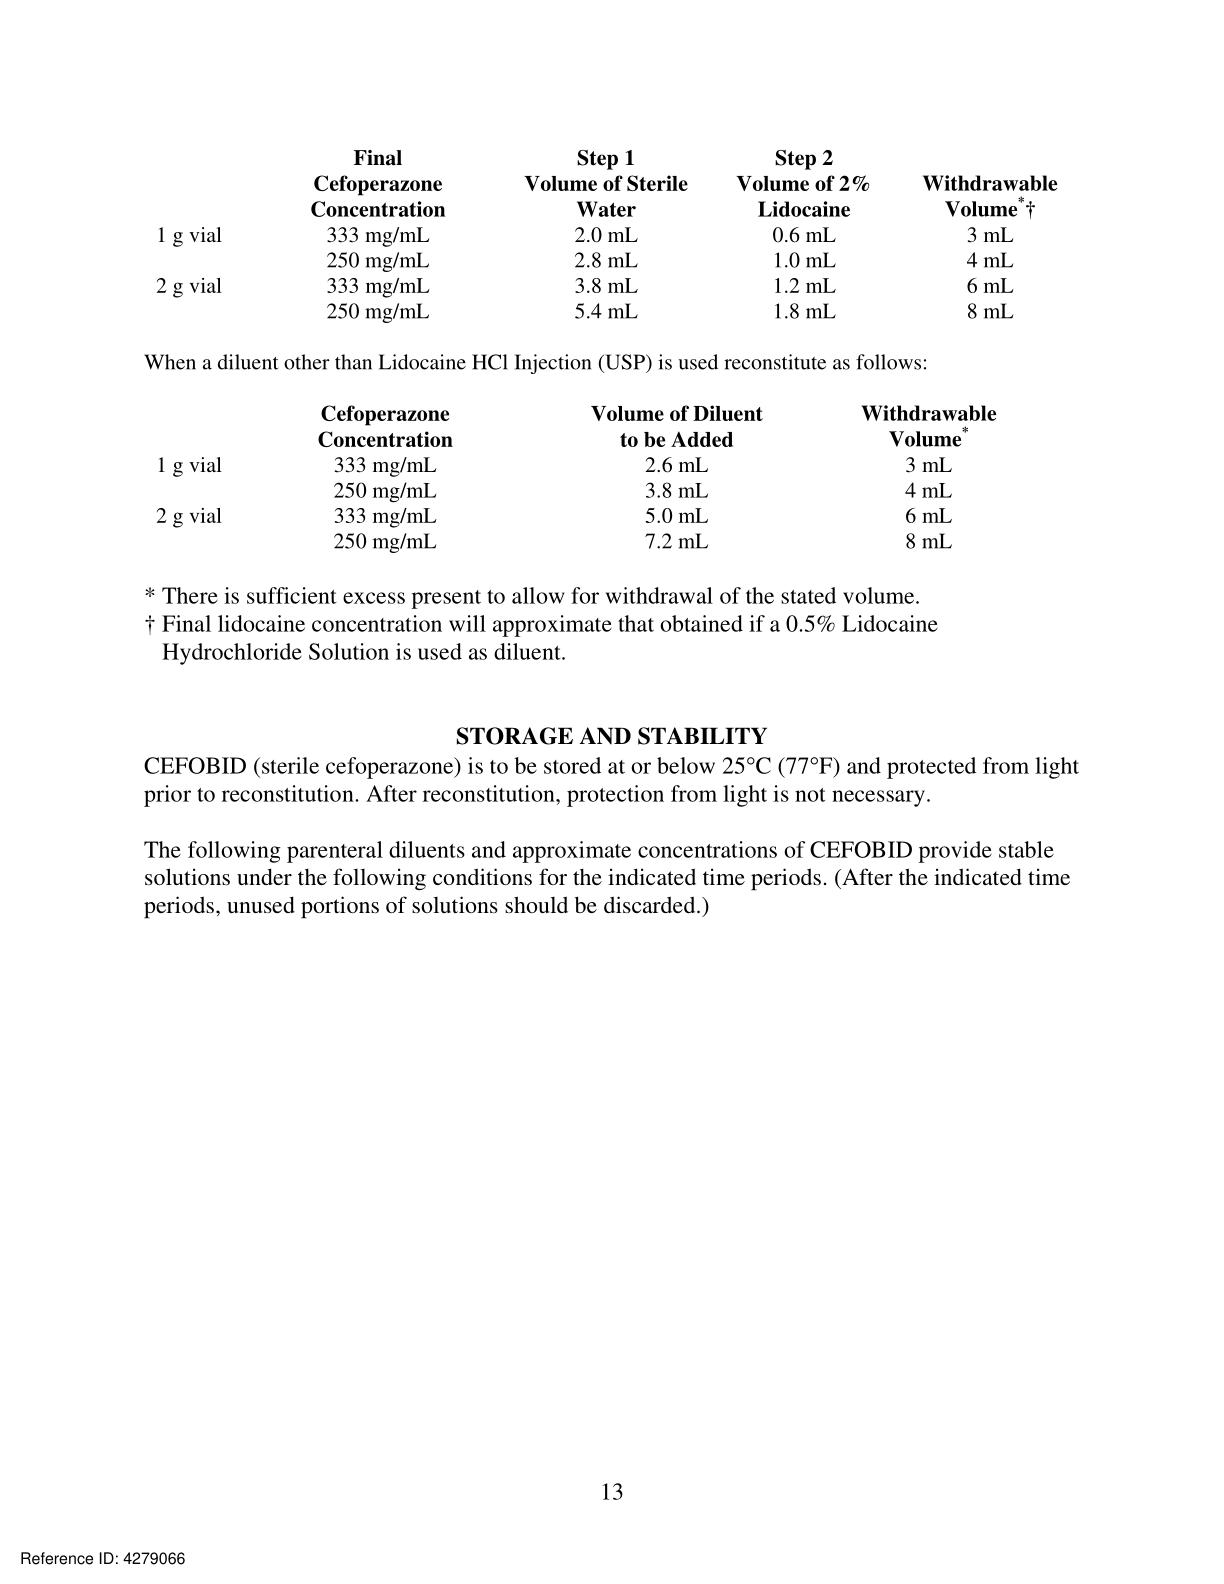 Final Step 1 Step 2
Cefoperazone Volume of Sterile Volume of 2% Withdrawable
Concentration Water Lidocaine Volume*†
1 g vial 333 mg/mL 2.0 mL 0.6 mL 3 mL
250 mg/mL 2.8 mL 1.0 mL 4 mL
2 g vial 333 mg/mL 3.8 mL 1.2 mL 6 mL
250 mg/mL 5.4 mL 1.8 mL 8 mL
When a diluent other than Lidocaine HCl Injection (USP) is used reconstitute as follows:
Cefoperazone Volume of Diluent Withdrawable
Concentration to be Added Volume*
1 g vial 333 mg/mL 2.6 mL 3 mL
250 mg/mL 3.8 mL 4 mL
2 g vial 333 mg/mL 5.0 mL 6 mL
250 mg/mL 7.2 mL 8 mL
* There is sufficient excess present to allow for withdrawal of the stated volume.
† Final lidocaine concentration will approximate that obtained if a 0.5% Lidocaine
Hydrochloride Solution is used as diluent.
STORAGE AND STABILITY
CEFOBID (sterile cefoperazone) is to be stored at or below 25°C (77°F) and protected from light
prior to reconstitution. After reconstitution, protection from light is not necessary.
The following parenteral diluents and approximate concentrations of CEFOBID provide stable
solutions under the following conditions for the indicated time periods. (After the indicated time
periods, unused portions of solutions should be discarded.)
13
Reference ID: 4279066